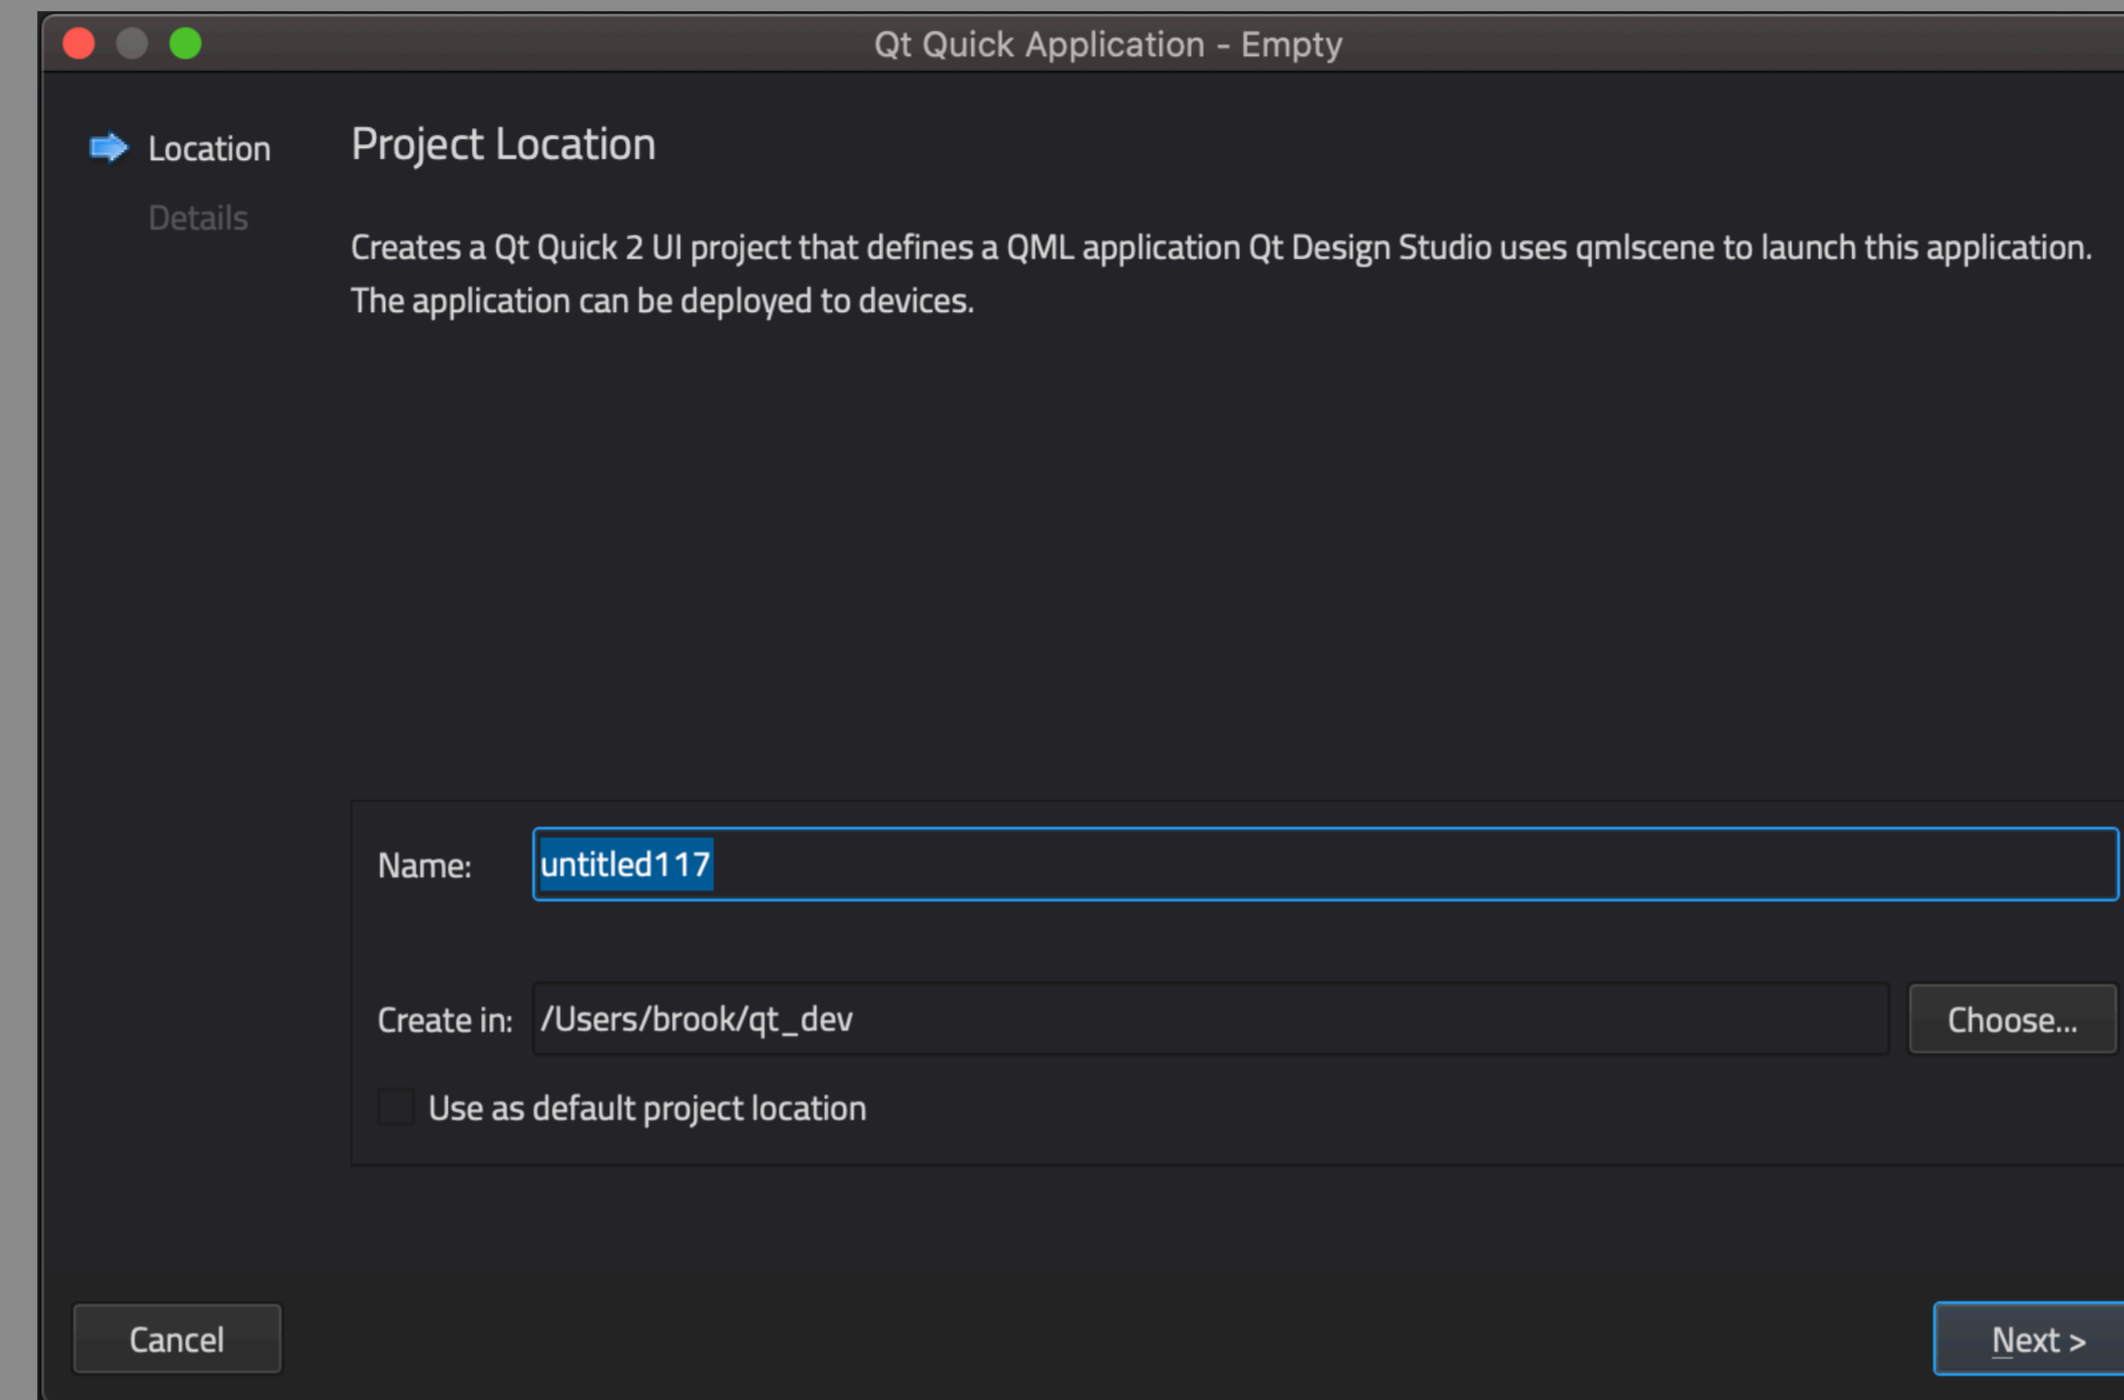 Qt Quick Application - Empty
Location
Details
Project Location
Creates a Qt Quick 2 UI project that defines a QML application Qt Design Studio uses qmlscene to launch this application.
The application can be deployed to devices.
Name: untitled117
Create in: /Users/brook/qt_dev Choose...
Use as default project location
Cancel Next >